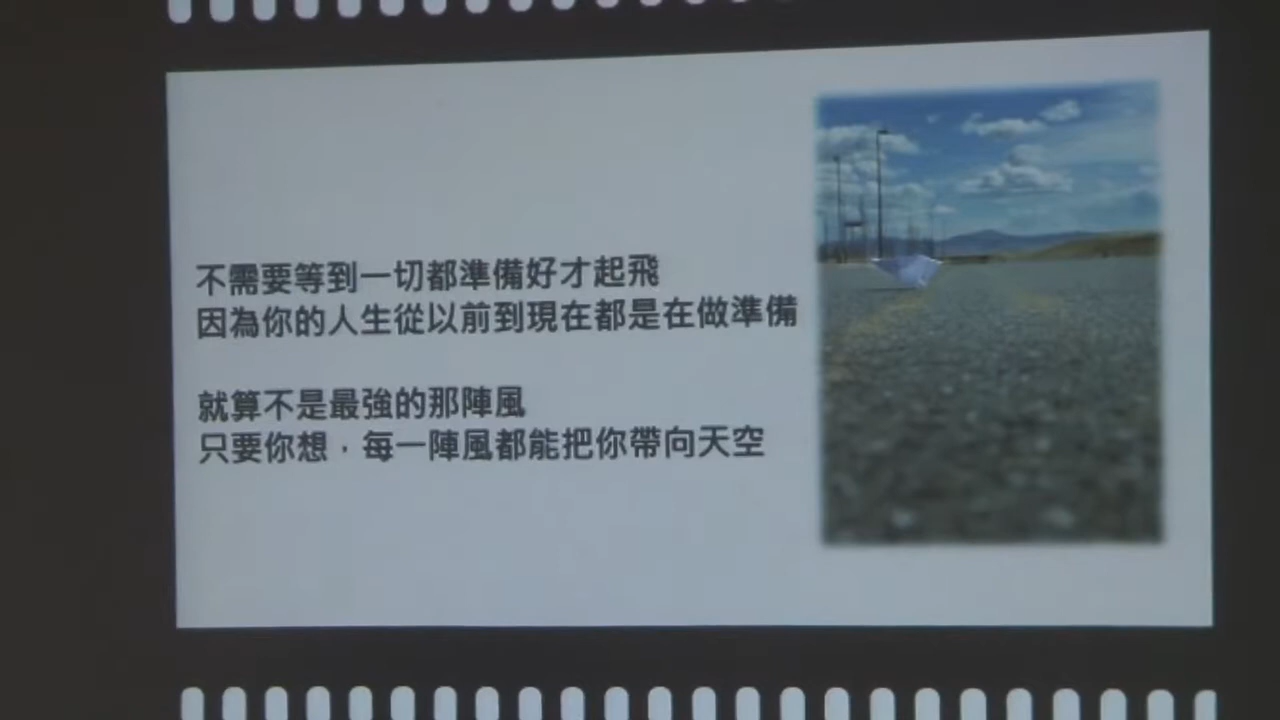 不需要等到一切都準備好才起飛
因為你的人生從以前到現在都是在做準備
就算不是最強的那陣風
只要你想，每一陣風都能把你帶向天空